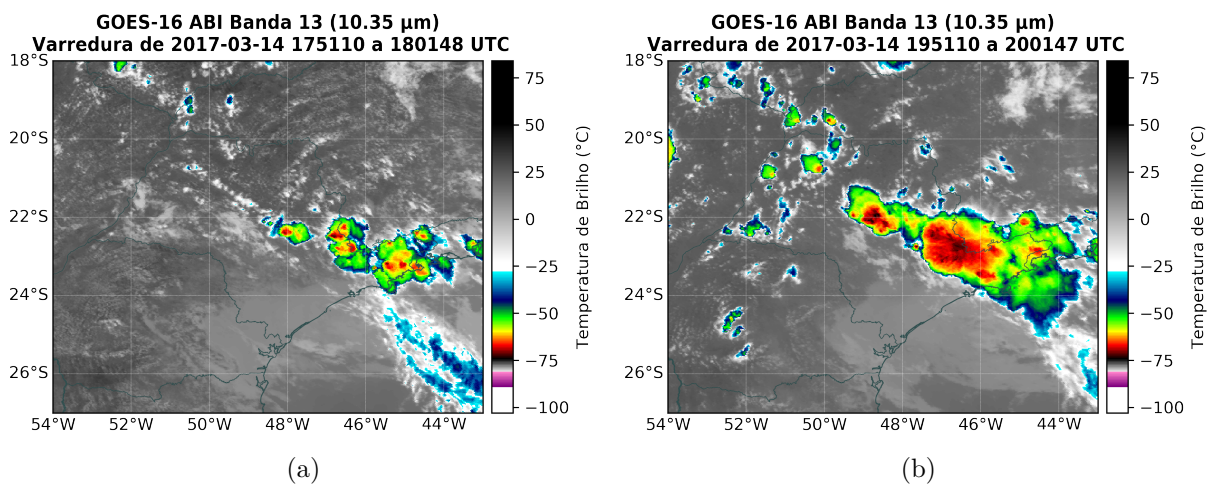 GOES-16 ABI Banda 13 (10.35 µm)
Varredura de 2017-03-14 175110 a 180148 UTC
18°S
20°S
22°S
24°S
26°S
54°W 52°W 50°W 48°W 46°W 44°W
75
50
25
0
−25
−50
−75
−100
Temperatura de Brilho (°C)
(a)
GOES-16 ABI Banda 13 (10.35 µm)
Varredura de 2017-03-14 195110 a 200147 UTC
18°S
20°S
22°S
24°S
26°S
54°W 52°W 50°W 48°W 46°W 44°W
75
50
25
0
−25
−50
−75
−100
Temperatura de Brilho (°C)
(b)